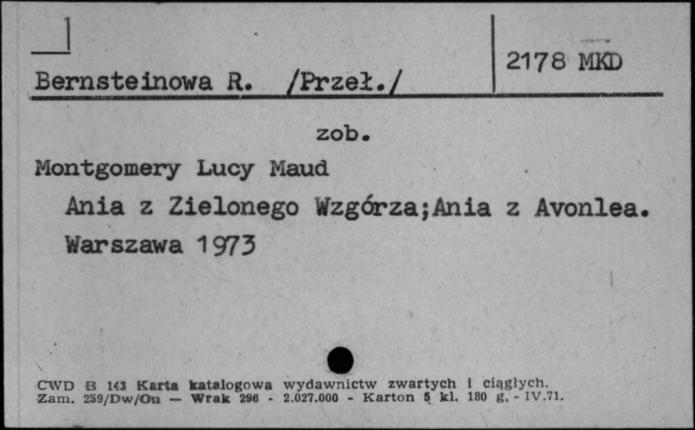 2178 MKD
Bernsteinowa R. /Przeł./
zob.
Montgomery Lucy Maud
Ania z Zielonego Wzgórza;Ania z Avonlea.
Warszawa 1973
CWD B 143 Karta katalogowa wydawnictw zwartych i ciągłych.
Zam. 259/Dw/On — Wrak 296 - 2.027.000 - Karton 5 kl. 180 g. - IV.71.